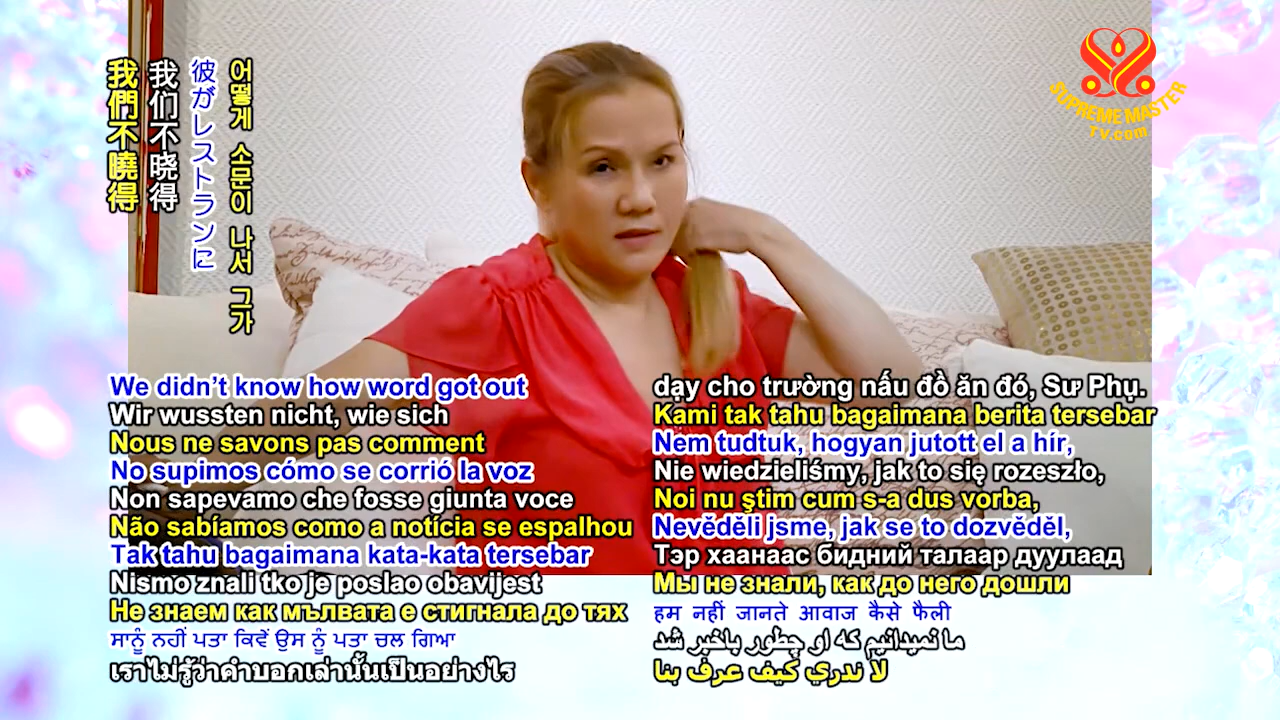 SUPREME MASTER
TV.com
我們不曉得
我们不晓得
彼がレストランに
어떻게 소문이 나서 그가
We didn’t know how word got out
Wir wussten nicht, wie sich
Nous ne savons pas comment
No supimos cómo se corrió la voz
Non sapevamo che fosse giunta voce
Não sabíamos como a notícia se espalhou
Tak tahu bagaimana kata-kata tersebar
Nismo znali tko je poslao obavijest
Не знаем как мълвата е стигнала до тях
ਸਾਨੂੰ ਨਹੀਂ ਪਤਾ ਕਿਵੇਂ ਉਸ ਨੂੰ ਪਤਾ ਚਲ ਗਿਆ
เราไม่รู้ว่าคำบอกเล่านั้นเป็นอย่างไร
dạy cho trường nấu đồ ăn đó, Sư Phụ.
Kami tak tahu bagaimana berita tersebar
Nem tudtuk, hogyan jutott el a hír,
Nie wiedzieliśmy, jak to się rozeszło,
Noi nu ştim cum s-a dus vorba,
Nevěděli jsme, jak se to dozvěděl,
Тэр хаанаас бидний талаар дуулаад
Мы не знали, как до него дошли
हम नहीं जानते आवाज कैसे फैली
ما نمیدانیم که او چطور باخبر شد
لا ندري كيف عرف بنا